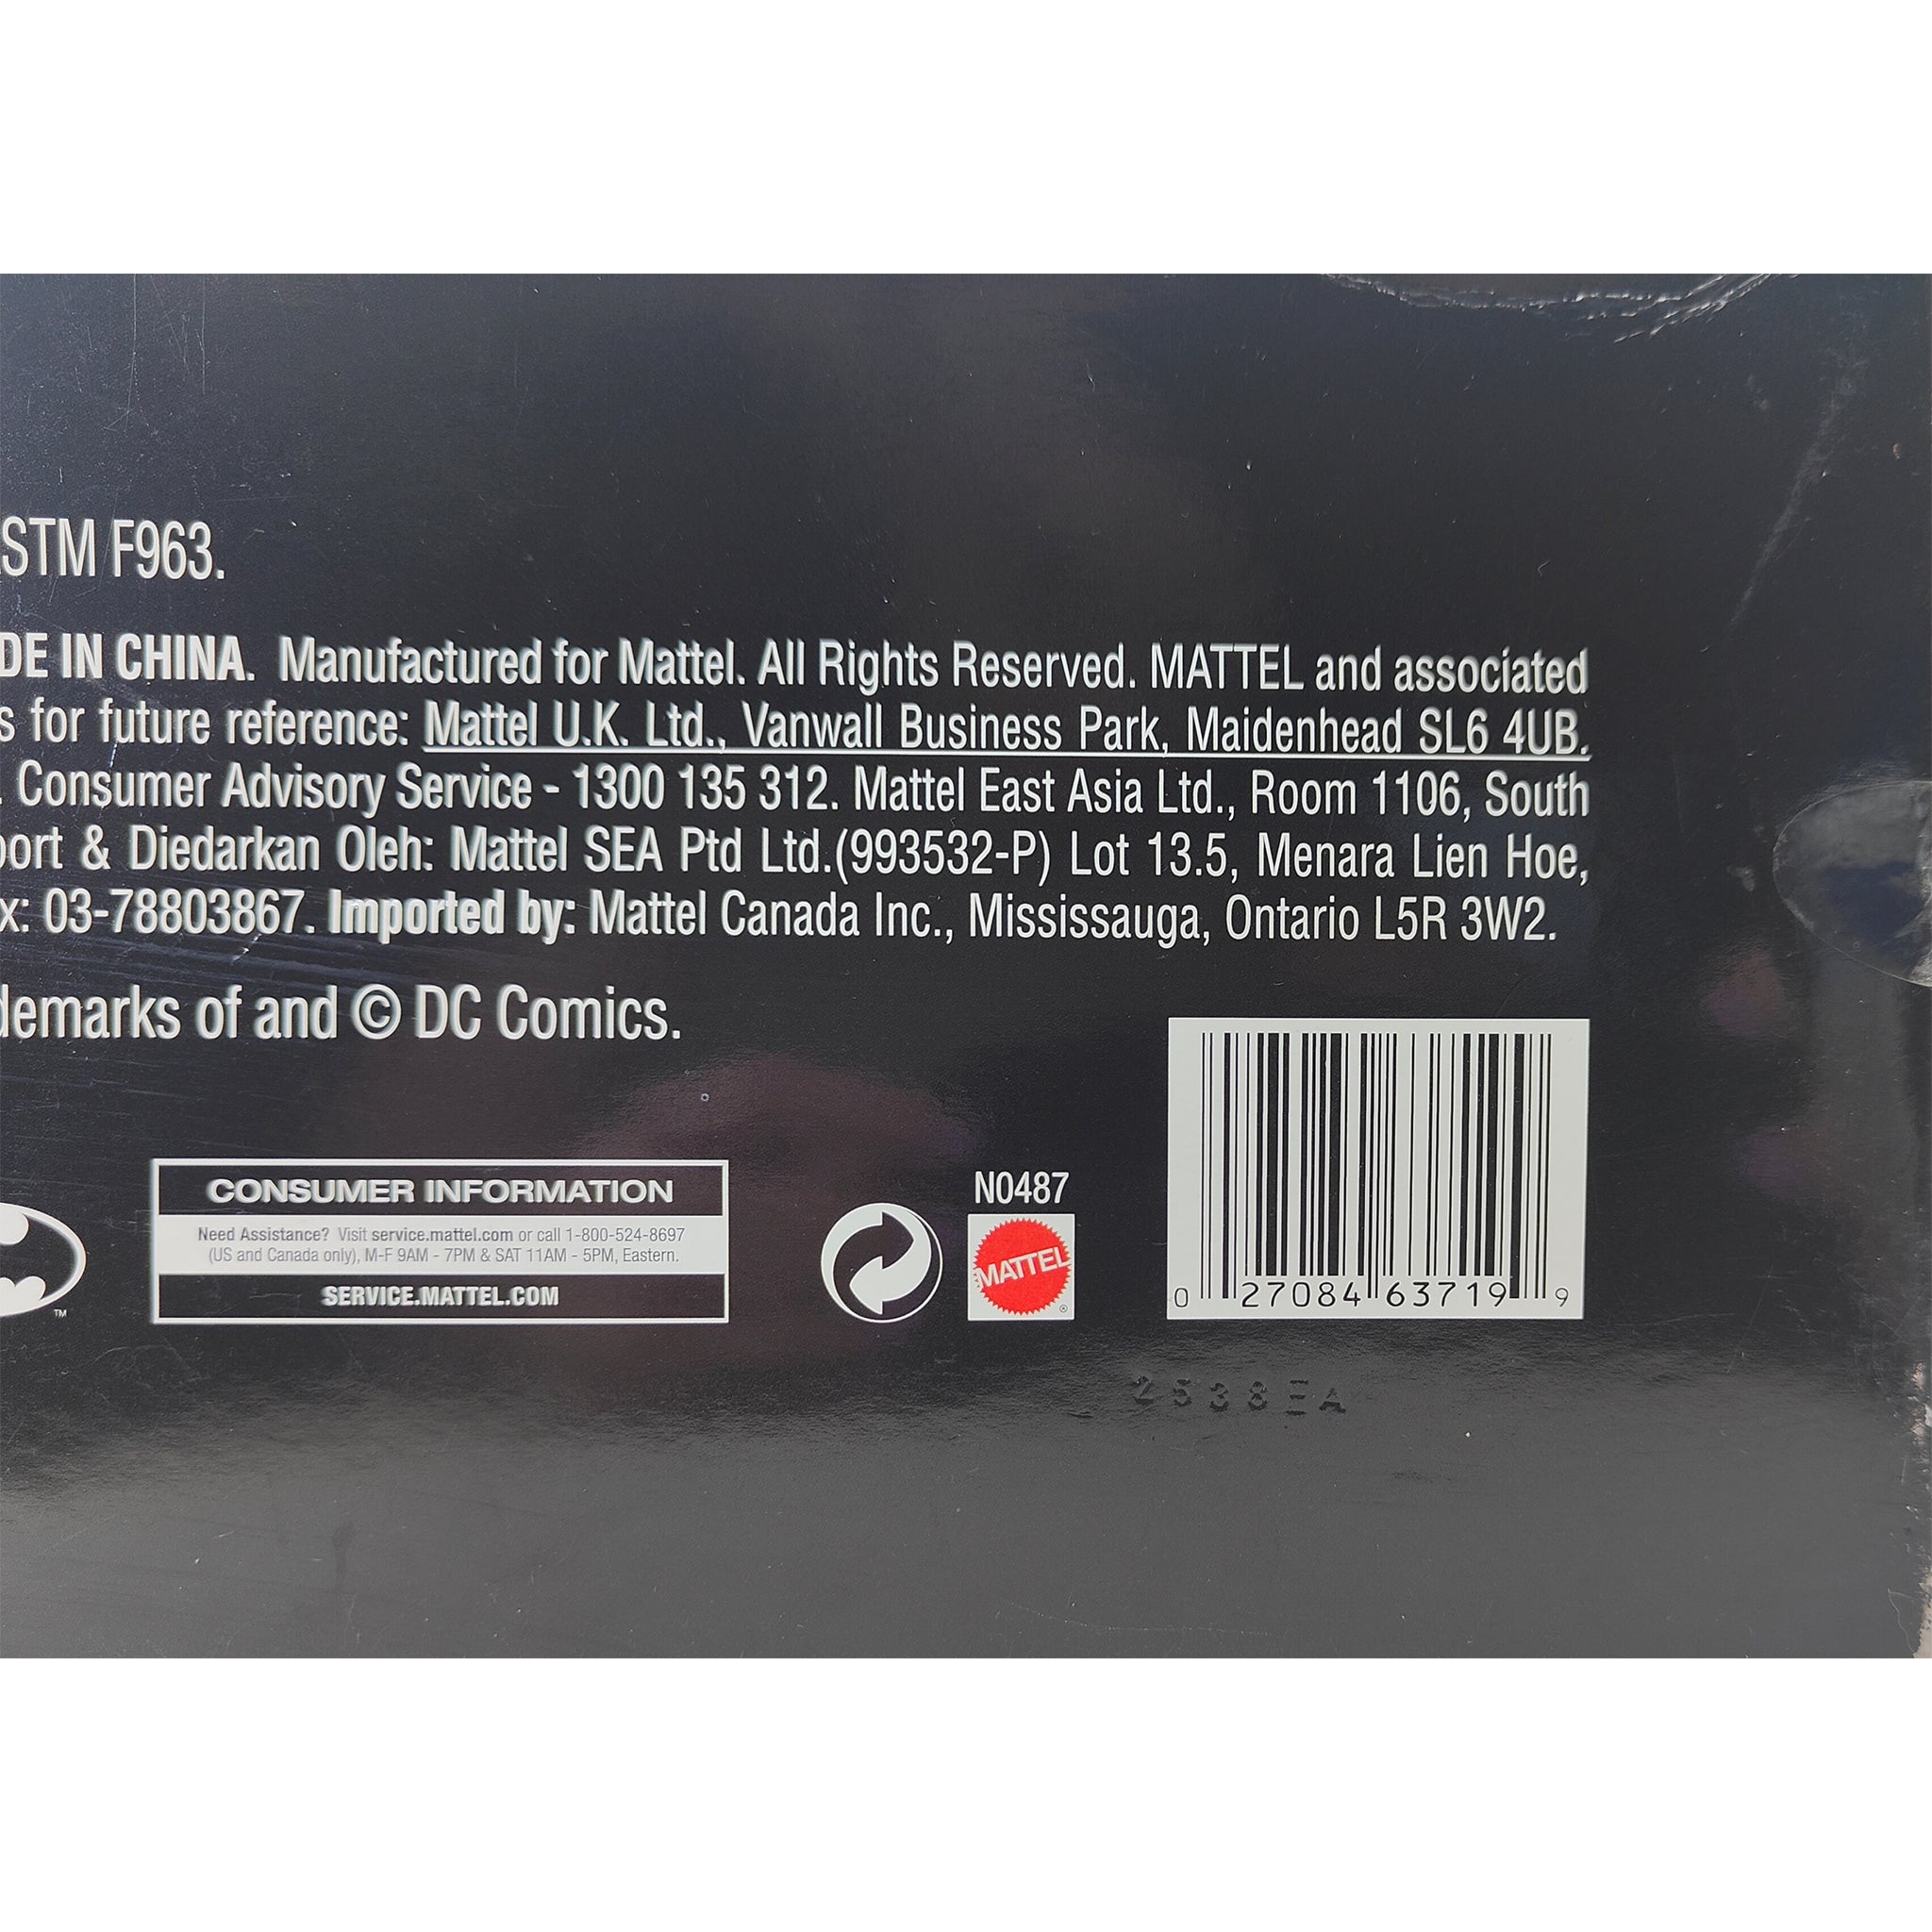 STM F963.
DE IN CHINA. Manufactured for Mattel. All Rights Reserved. MATTEL and associated
s for future reference: Mattel U.K. Ltd., Vanwall Business Park, Maidenhead SL6 4UB.
. Consumer Advisory Service - 1300 135 312. Mattel East Asia Ltd., Room 1106, South
port & Diedarkan Oleh: Mattel SEA Ptd Ltd.(993532-P) Lot 13.5, Menara Lien Hoe,
x: 03-78803867. Imported by: Mattel Canada Inc., Mississauga, Ontario L5R 3W2.
demarks of and © DC Comics.
TM
CONSUMER INFORMATION
Need Assistance? Visit service.mattel.com or call 1-800-524-8697
(US and Canada only), M-F 9AM - 7PM & SAT 11AM - 5PM, Eastern.
SERVICE.MATTEL.COM
N0487
MATTEL
®
0 27084 63719 9
2538EA